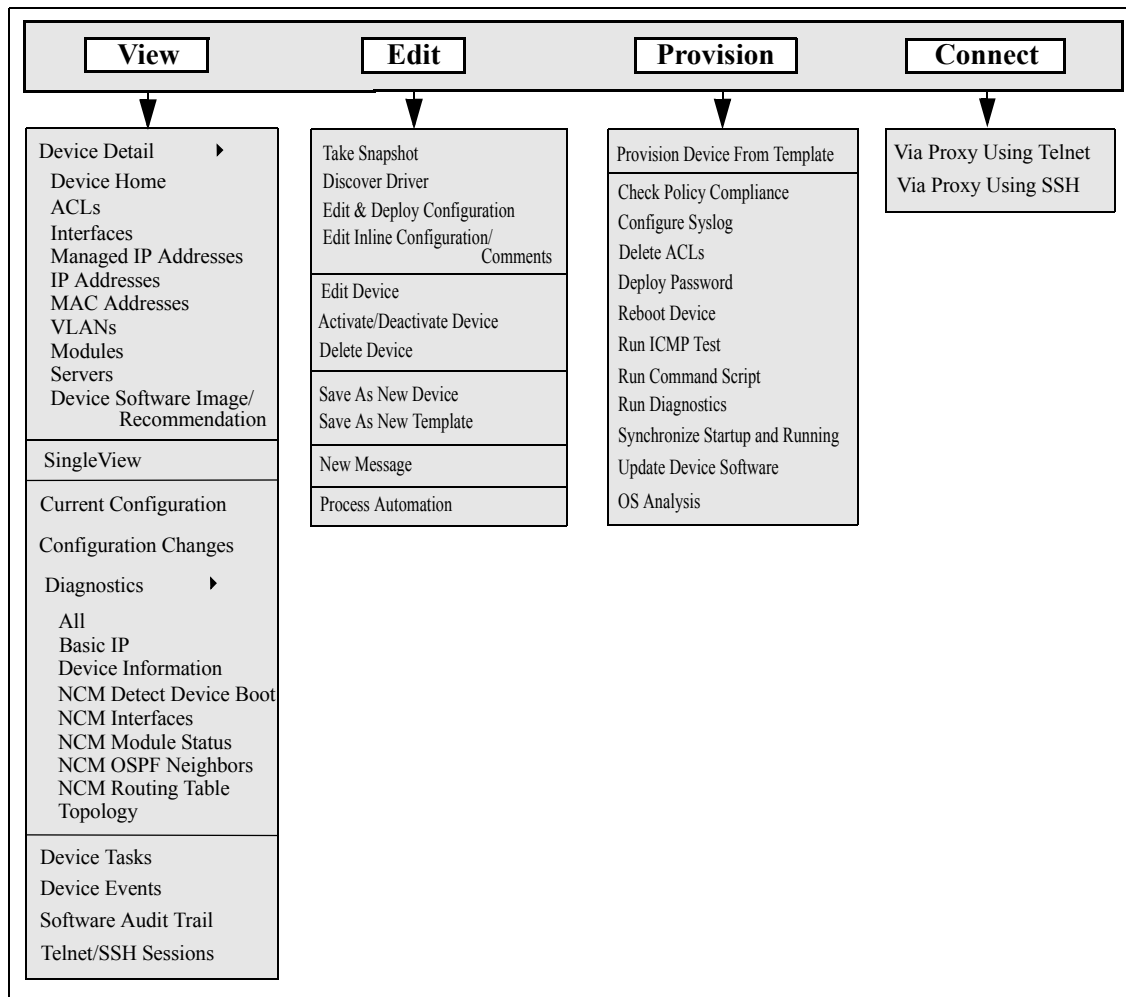 View
Edit
Provision
Connect
Device Detail
Device Home
ACLs
Interfaces
Managed IP Addresses
IP Addresses
MAC Addresses
VLANs
Modules
Servers
Device Software Image/
Recommendation
SingleView
Current Configuration
Configuration Changes
Diagnostics
All
Basic IP
Device Information
NCM Detect Device Boot
NCM Interfaces
NCM Module Status
NCM OSPF Neighbors
NCM Routing Table
Topology
Device Tasks
Device Events
Software Audit Trail
Telnet/SSH Sessions
Take Snapshot
Discover Driver
Edit & Deploy Configuration
Edit Inline Configuration/
Comments
Edit Device
Activate/Deactivate Device
Delete Device
Save As New Device
Save As New Template
New Message
Process Automation
Provision Device From Template
Check Policy Compliance
Configure Syslog
Delete ACLs
Deploy Password
Reboot Device
Run ICMP Test
Run Command Script
Run Diagnostics
Synchronize Startup and Running
Update Device Software
OS Analysis
Via Proxy Using Telnet
Via Proxy Using SSH